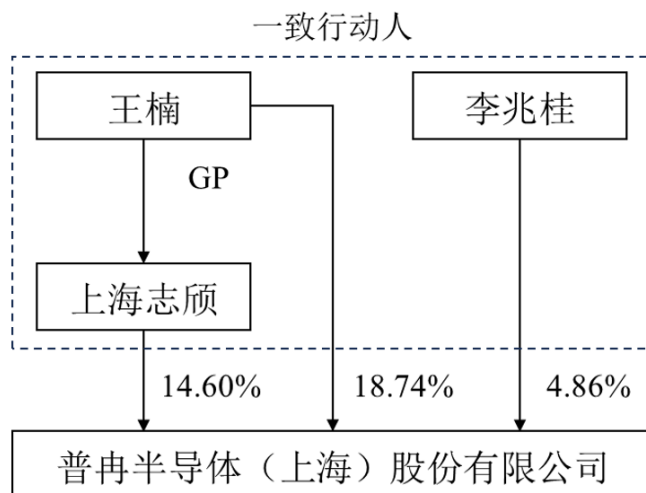 一致行动人
王楠
李兆桂
GP
上海志颀
14.60%
18.74%
4.86%
普冉半导体（上海）股份有限公司